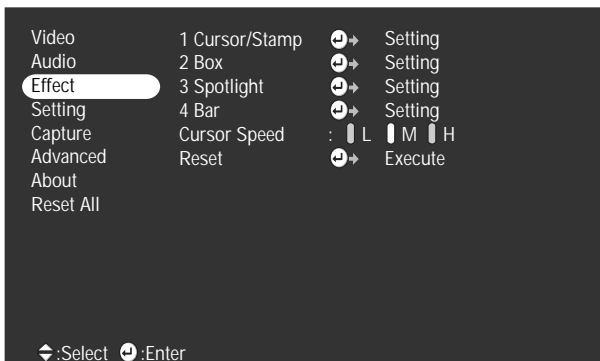 Video
Audio
Effect
Setting
Capture
Advanced
About
Reset All
1 Cursor/Stamp Setting
2 Box Setting
3 Spotlight Setting
4 Bar Setting
Cursor Speed : L M H
Reset Execute
:Select :Enter